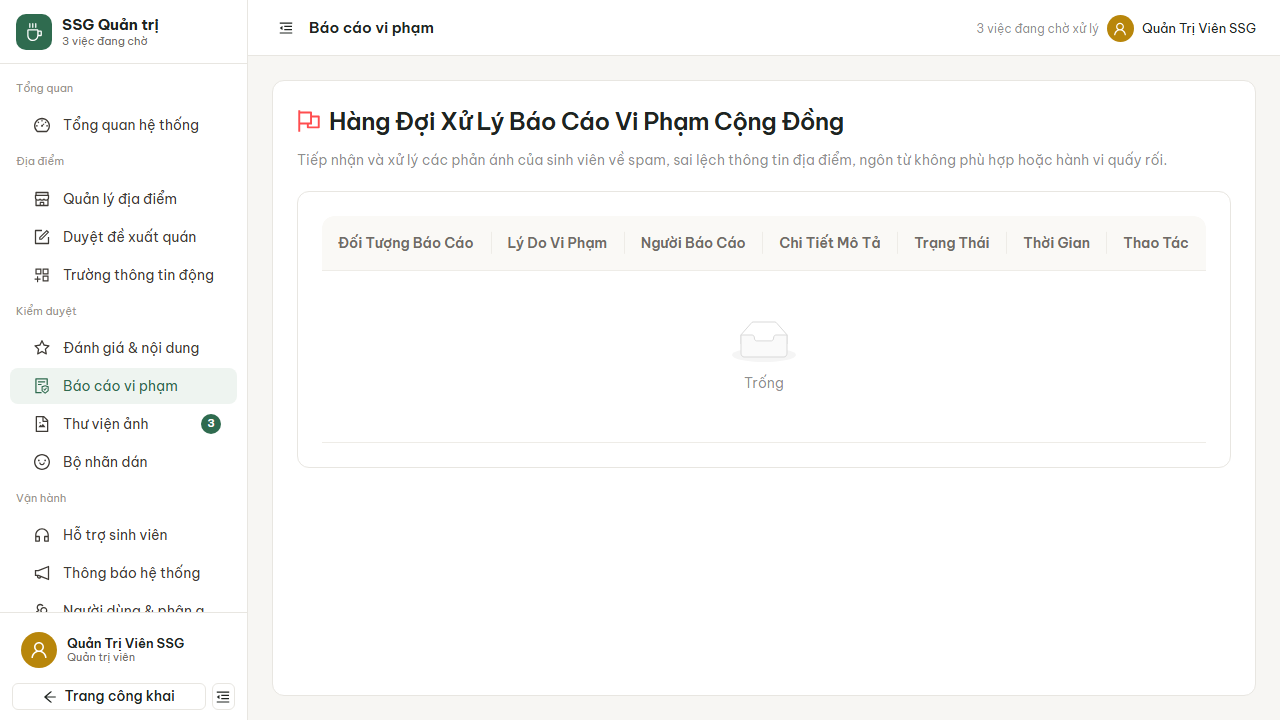 SSG Quản trị
3 việc đang chờ
Báo cáo vi phạm
3 việc đang chờ xử lý
Quản Trị Viên SSG
Tổng quan
Tổng quan hệ thống
Địa điểm
Quản lý địa điểm
Duyệt đề xuất quán
Trường thông tin động
Kiểm duyệt
Đánh giá & nội dung
Báo cáo vi phạm
Thư viện ảnh
3
Bộ nhãn dán
Vận hành
Hỗ trợ sinh viên
Thông báo hệ thống
Người dùng & phân q
Quản Trị Viên SSG
Quản trị viên
Trang công khai
Hàng Đợi Xử Lý Báo Cáo Vi Phạm Cộng Đồng
Tiếp nhận và xử lý các phản ánh của sinh viên về spam, sai lệch thông tin địa điểm, ngôn từ không phù hợp hoặc hành vi quấy rối.
Đối Tượng Báo Cáo
Lý Do Vi Phạm
Người Báo Cáo
Chi Tiết Mô Tả
Trạng Thái
Thời Gian
Thao Tác
Trống